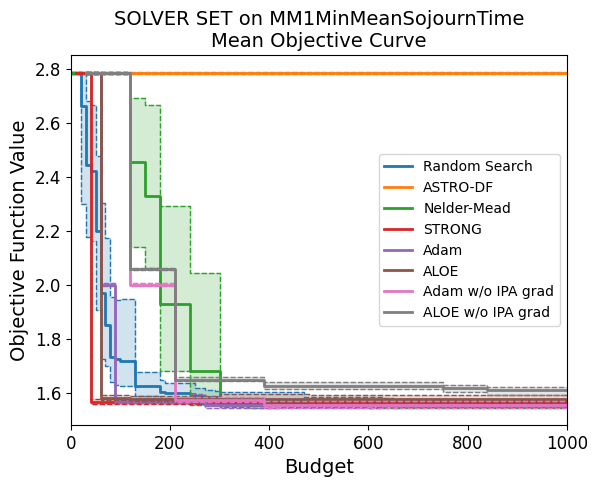 SOLVER SET on MM1MinMeanSojournTime
Mean Objective Curve
Objective Function Value
2.8
2.6
2.4
2.2
2.0
1.8
1.6
Random Search
ASTRO-DF
Nelder-Mead
STRONG
Adam
ALOE
Adam w/o IPA grad
ALOE w/o IPA grad
0 200 400 600 800 1000
Budget